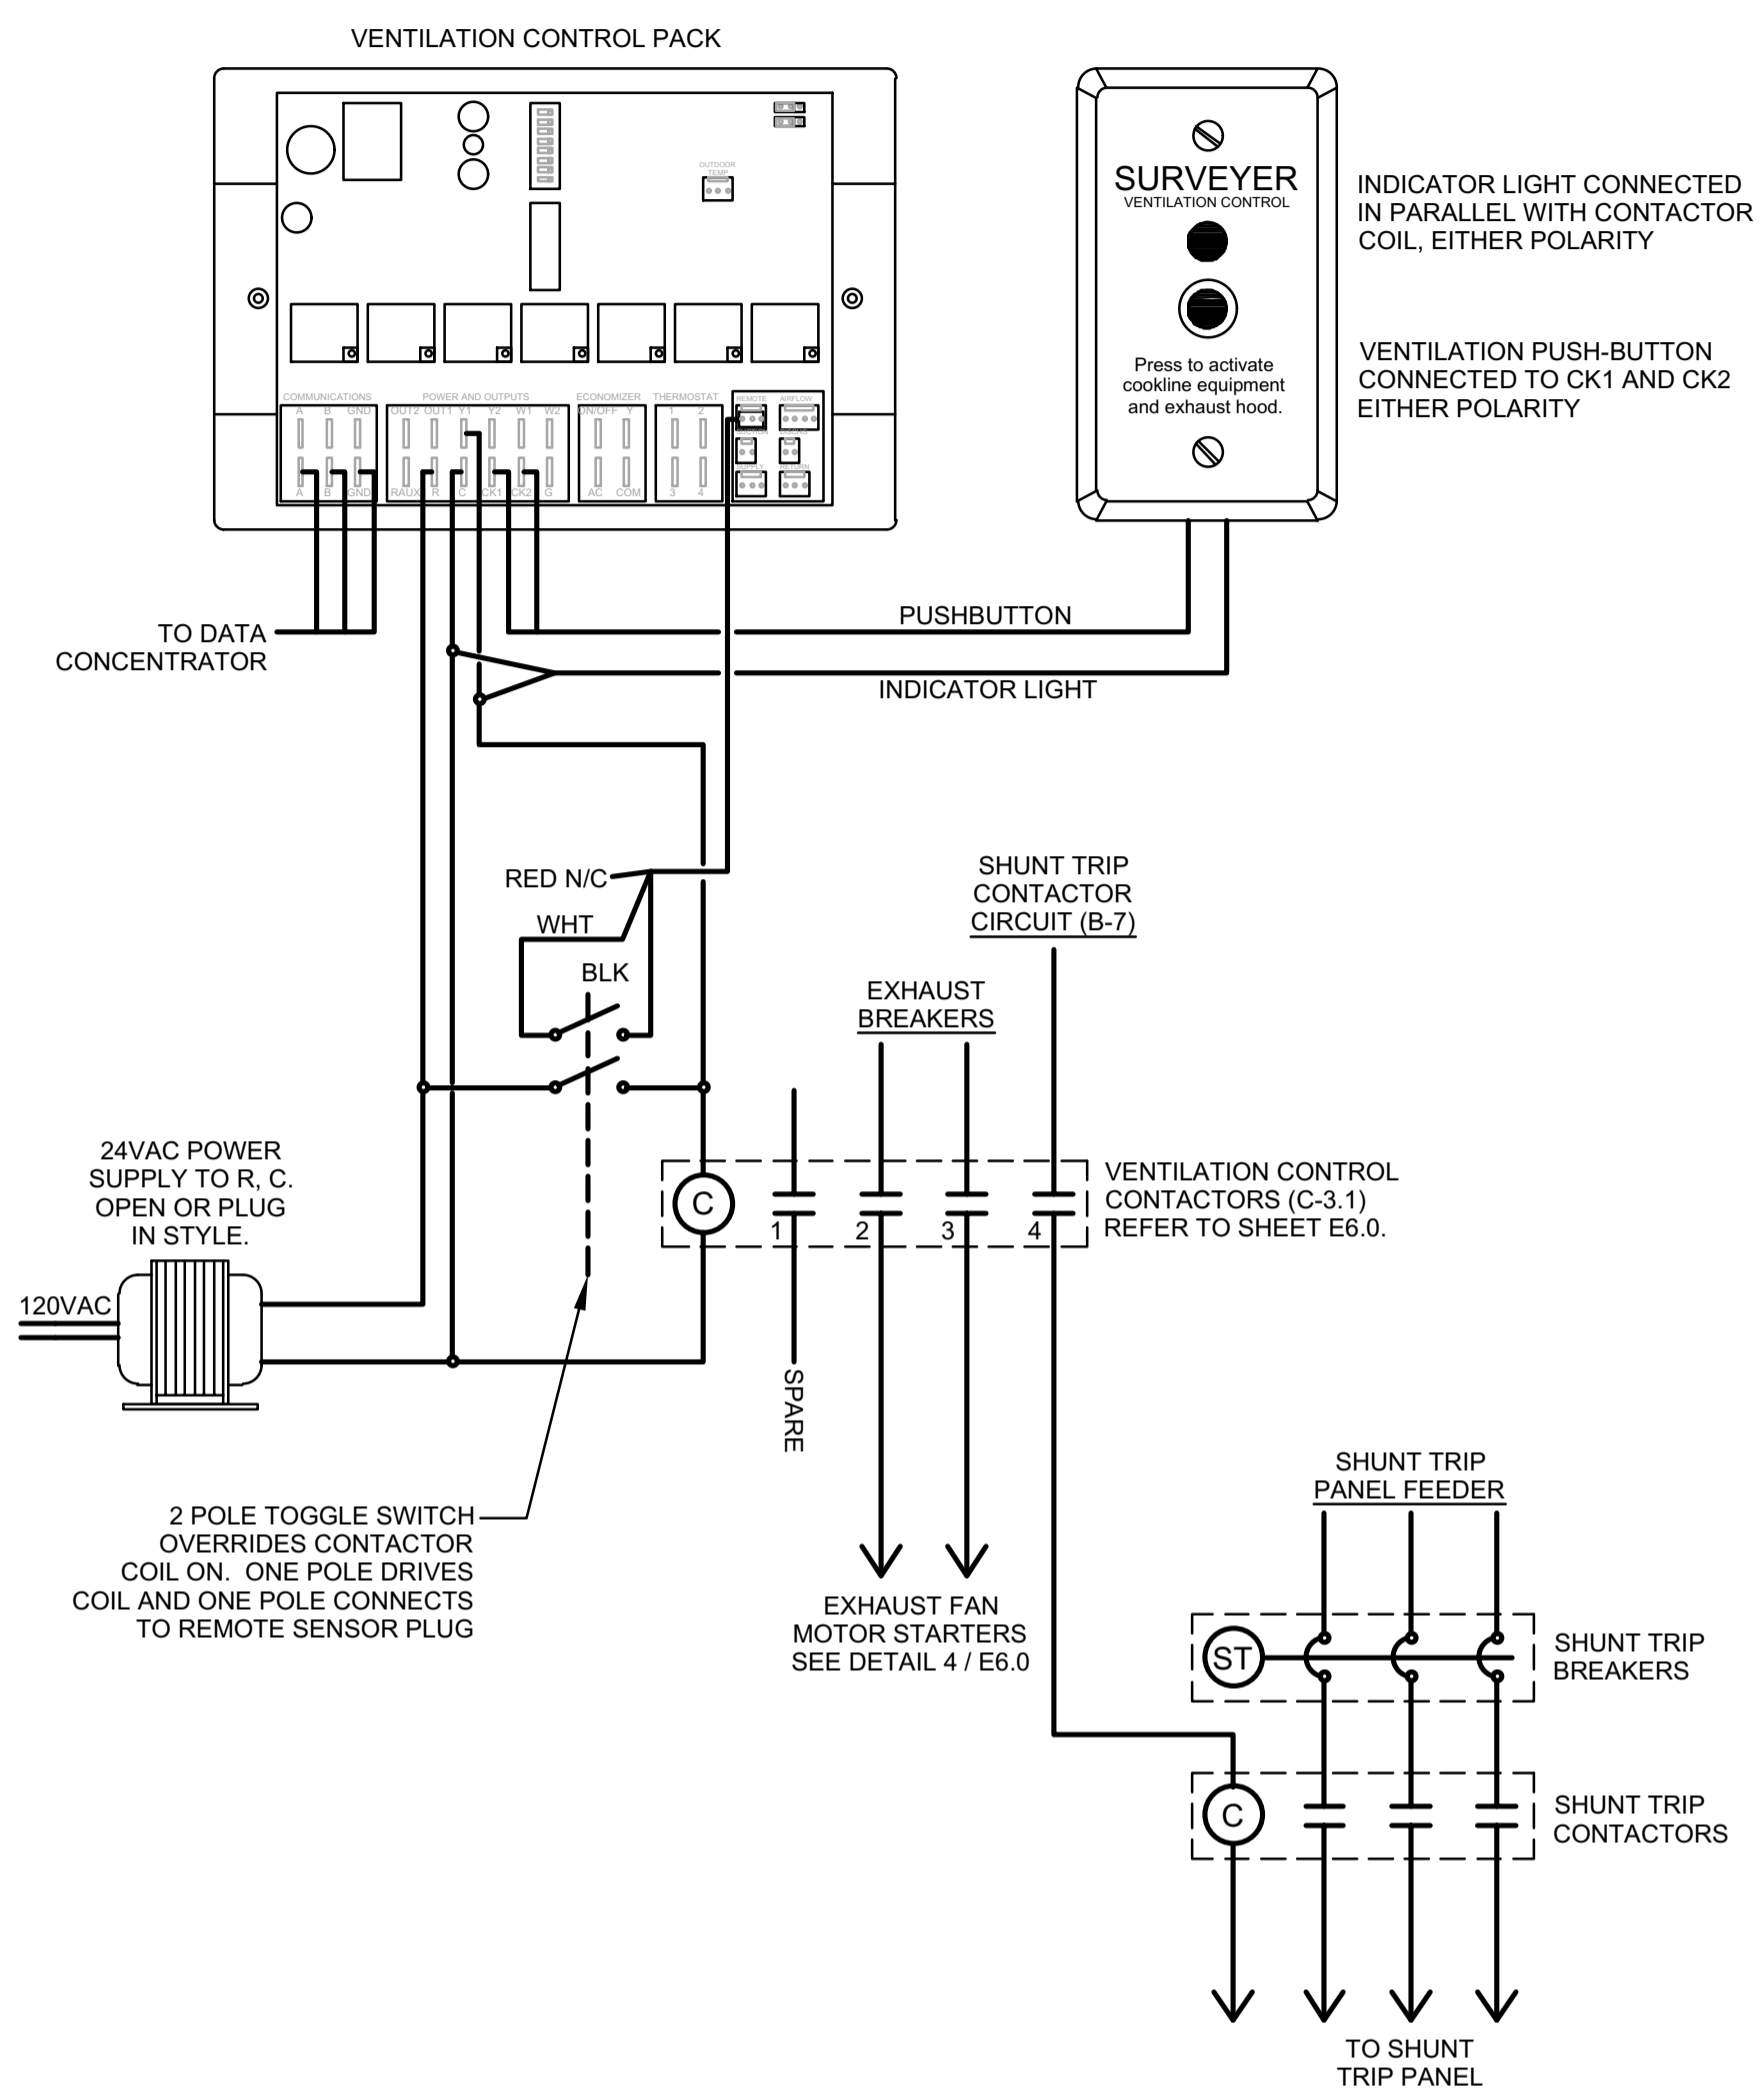 VENTILATION CONTROL PACK
OUTDOOR
TEMP
COMMUNICATIONS
POWER AND OUTPUTS
ECONOMIZER
THERMOSTAT
REMOTE
AIRFLOW
A B GND
OUT2 OUT1 Y1 Y2 W1 W2
ON/OFF Y
1 2
SUPPLY
RETURN
A B GND
RAUX R C CK1 CK2 G
AC COM
3 4
SURVEYER
VENTILATION CONTROL
Press to activate
cookline equipment
and exhaust hood.
INDICATOR LIGHT CONNECTED
IN PARALLEL WITH CONTACTOR
COIL, EITHER POLARITY
VENTILATION PUSH-BUTTON
CONNECTED TO CK1 AND CK2
EITHER POLARITY
TO DATA
CONCENTRATOR
PUSHBUTTON
INDICATOR LIGHT
RED N/C
WHT
BLK
SHUNT TRIP
CONTACTOR
CIRCUIT (B-7)
EXHAUST
BREAKERS
24VAC POWER
SUPPLY TO R, C.
OPEN OR PLUG
IN STYLE.
120VAC
C
1
2
3
4
VENTILATION CONTROL
CONTACTORS (C-3.1)
REFER TO SHEET E6.0.
SPARE
2 POLE TOGGLE SWITCH
OVERRIDES CONTACTOR
COIL ON. ONE POLE DRIVES
COIL AND ONE POLE CONNECTS
TO REMOTE SENSOR PLUG
EXHAUST FAN
MOTOR STARTERS
SEE DETAIL 4 / E6.0
SHUNT TRIP
PANEL FEEDER
ST
SHUNT TRIP
BREAKERS
C
SHUNT TRIP
CONTACTORS
TO SHUNT
TRIP PANEL